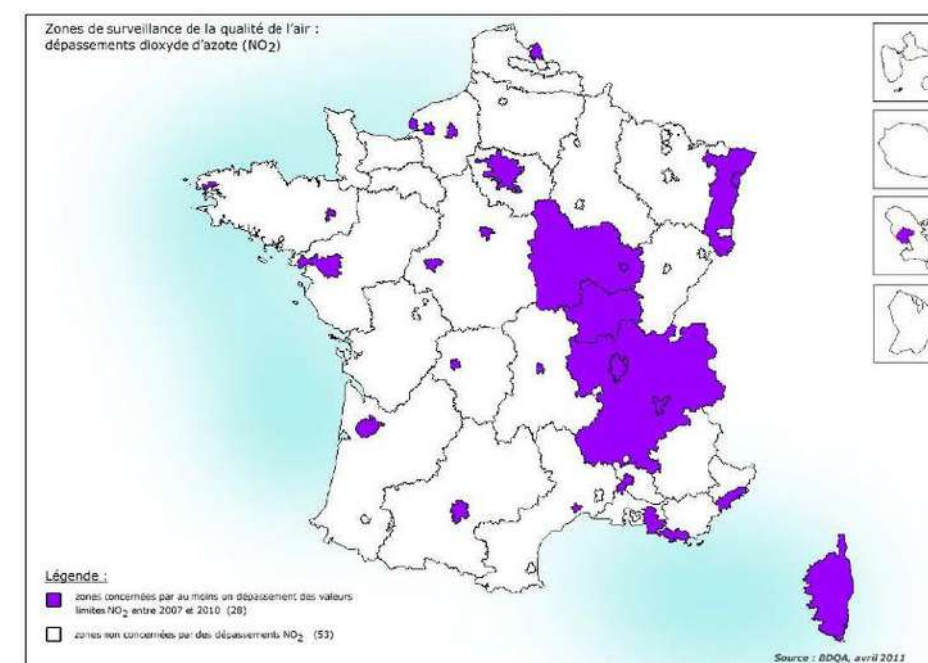 Zones de surveillance de la qualité de l'air :
dépassements dioxyde d'azote (NO2)
Légende :
zones concernées par au moins un dépassement des valeurs
limites NO2 entre 2007 et 2010 (28)
zones non concernées par des dépassements NO2 (53)
Source : BDQA, avril 2011